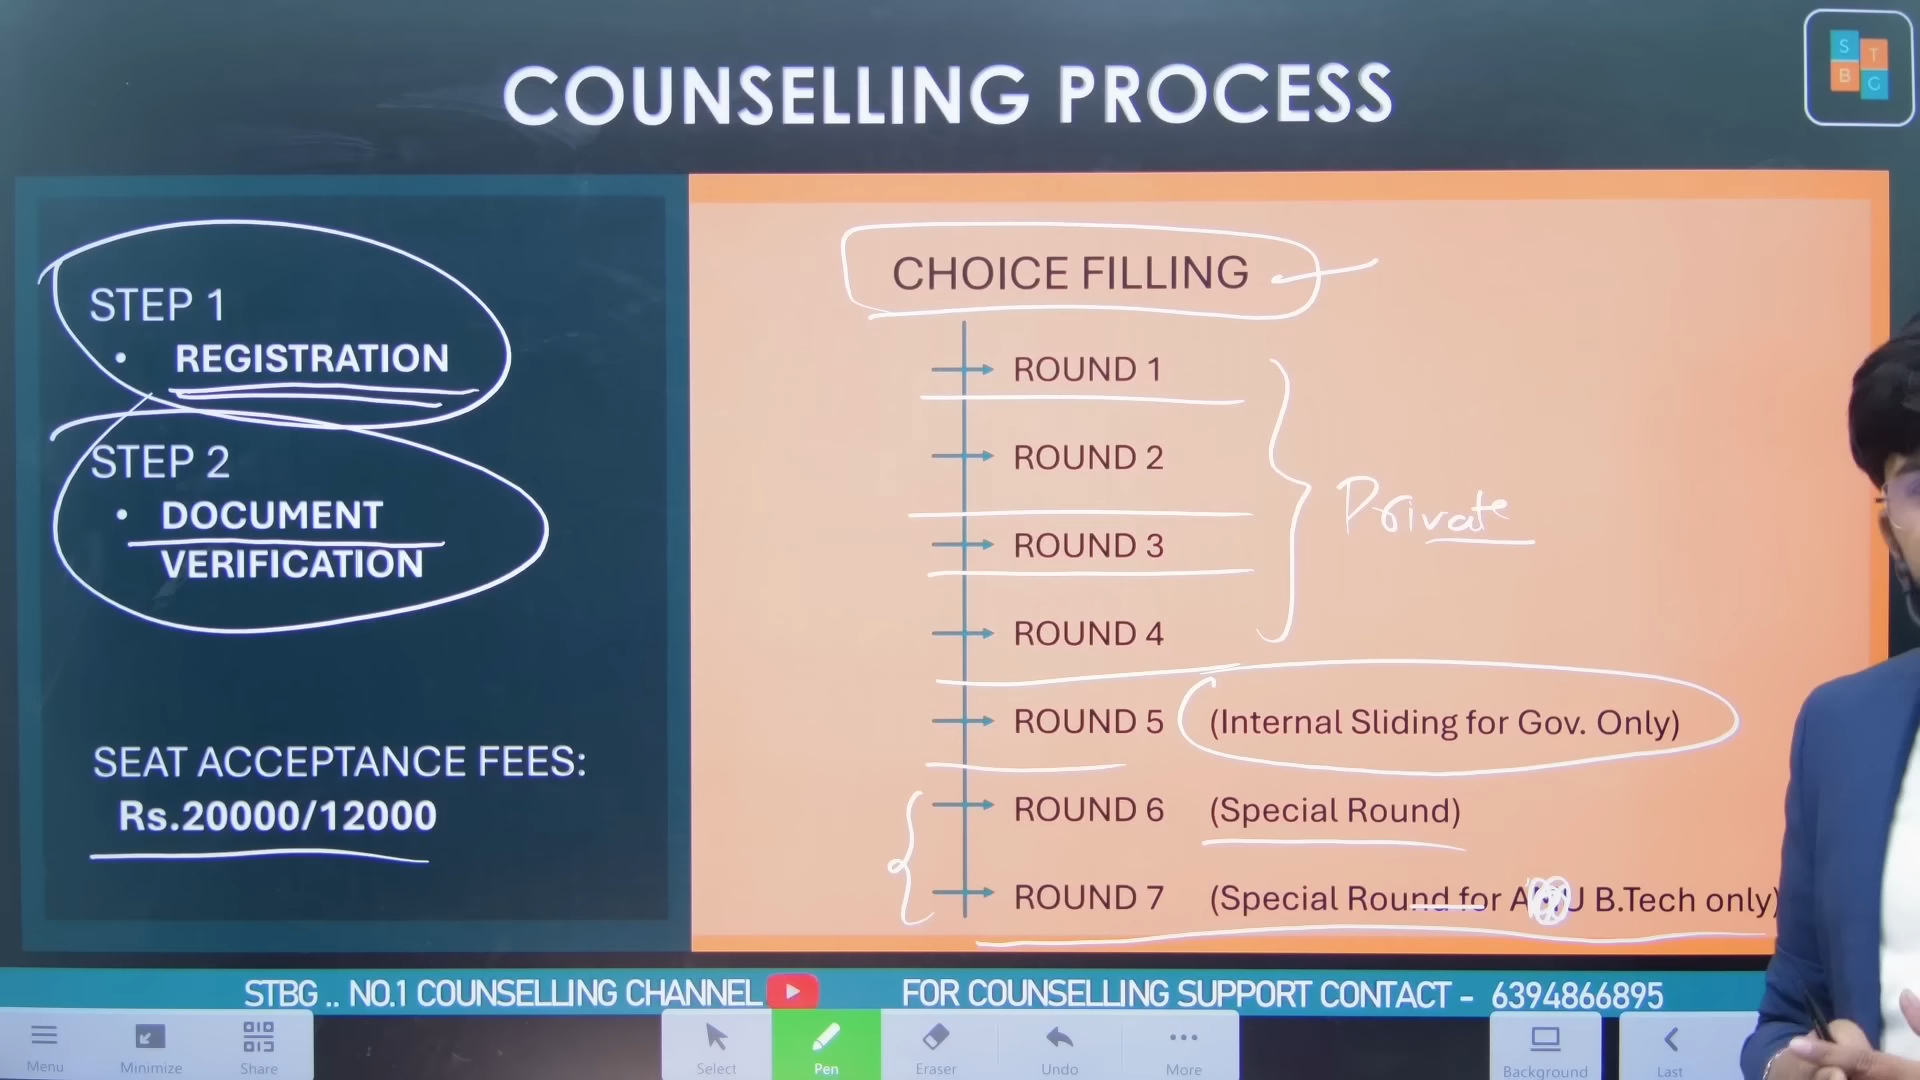 COUNSELLING PROCESS
S T
B G
STEP 1
• REGISTRATION
STEP 2
• DOCUMENT
VERIFICATION
SEAT ACCEPTANCE FEES:
Rs.20000/12000
CHOICE FILLING
ROUND 1
ROUND 2
ROUND 3
Private
ROUND 4
ROUND 5 (Internal Sliding for Gov. Only)
ROUND 6 (Special Round)
ROUND 7 (Special Round for B.Tech only)
STBG .. NO.1 COUNSELLING CHANNEL
FOR COUNSELLING SUPPORT CONTACT - 6394866895
Menu
Minimize
Share
Select
Pen
Eraser
Undo
More
Background
Last